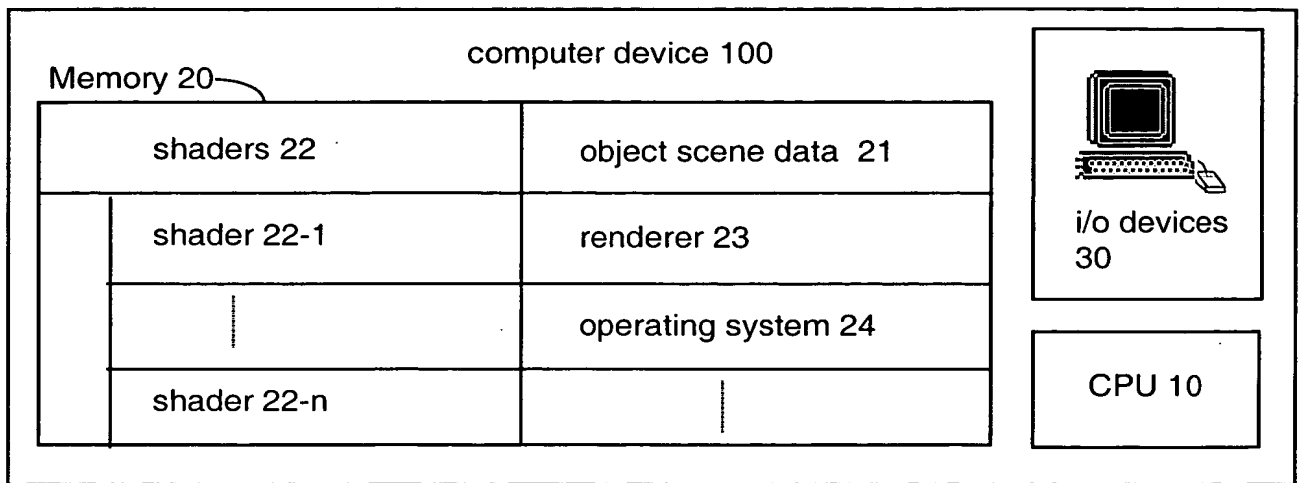 computer device 100
Memory 20
shaders 22
object scene data 21
shader 22-1
renderer 23
operating system 24
shader 22-n
i/o devices
30
CPU 10